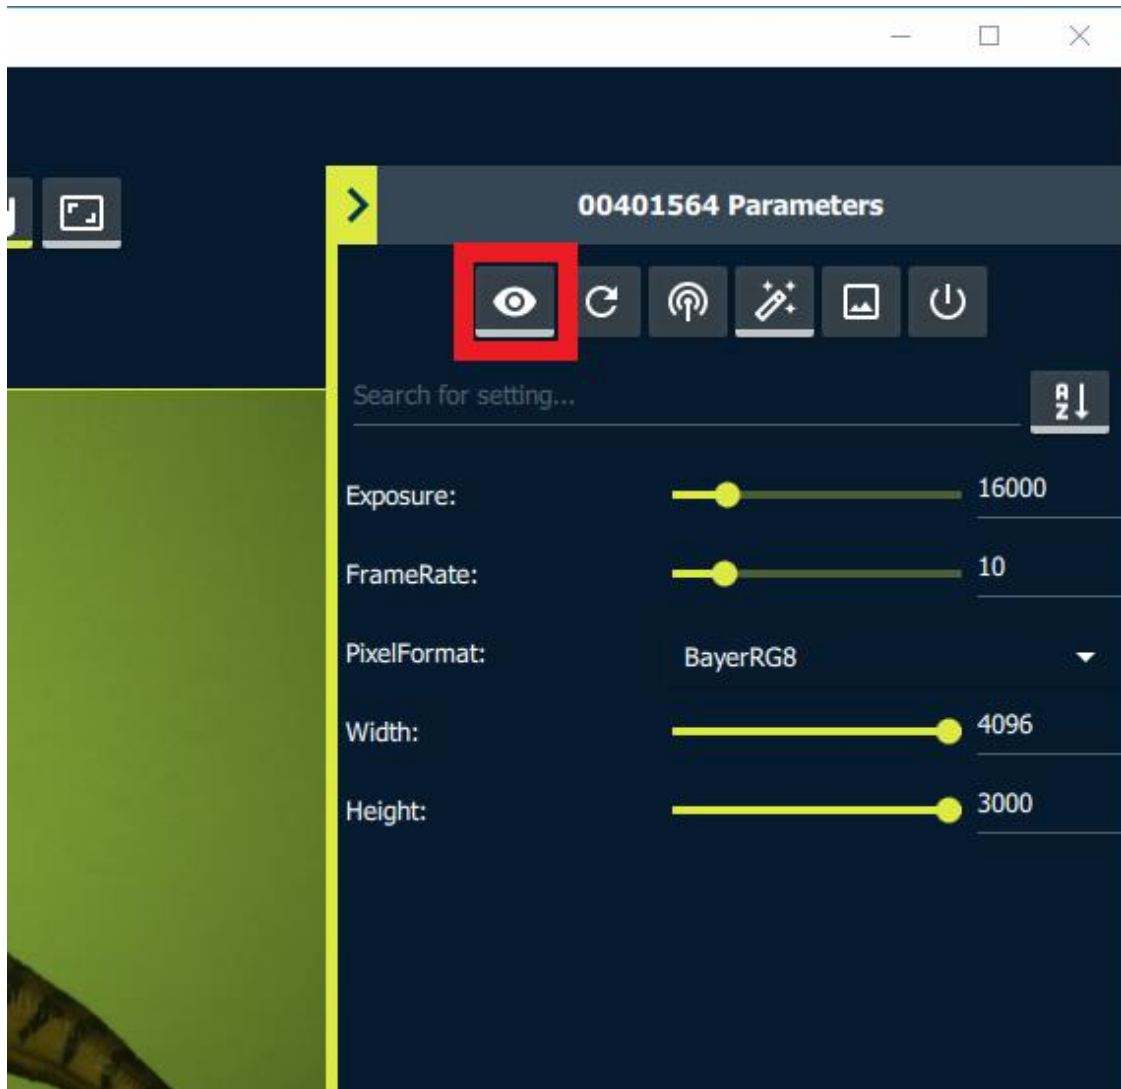 00401564 Parameters
Search for setting...
A
Z
Exposure: 16000
FrameRate: 10
PixelFormat: BayerRG8
Width: 4096
Height: 3000